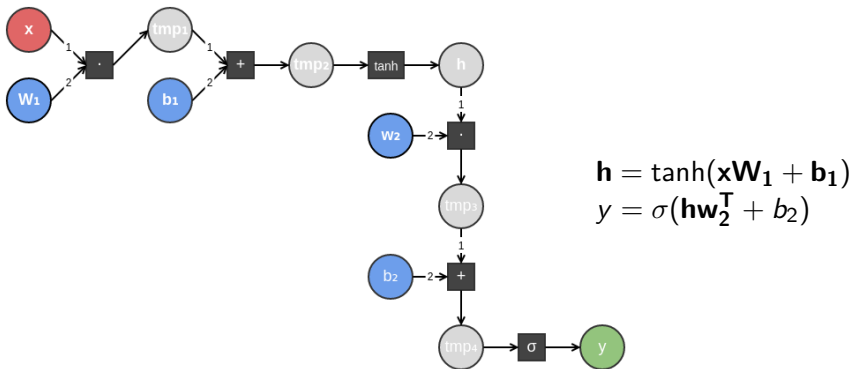 x
1
tmp₁
1
·
+
tmp₂
tanh
h
2
2
W₁
b₁
1
w₂
2
·
tmp₃
1
b₂
2
+
tmp₄
σ
y
h = tanh(xW₁ + b₁)
y = σ(hw₂ᵀ + b₂)